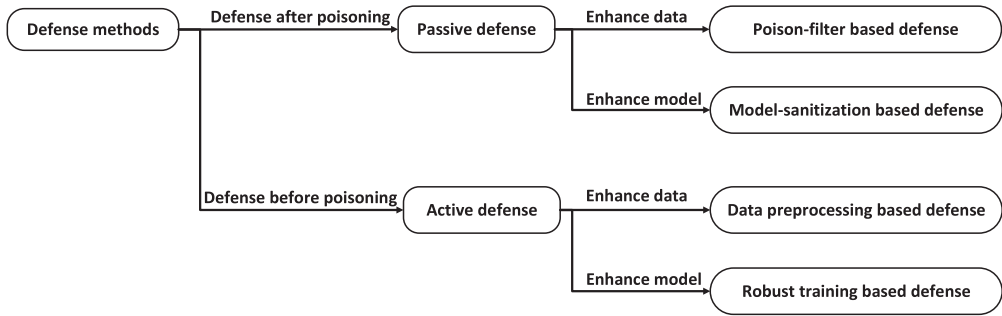 Defense methods
Defense after poisoning
Passive defense
Enhance data
Poison-filter based defense
Enhance model
Model-sanitization based defense
Defense before poisoning
Active defense
Enhance data
Data preprocessing based defense
Enhance model
Robust training based defense